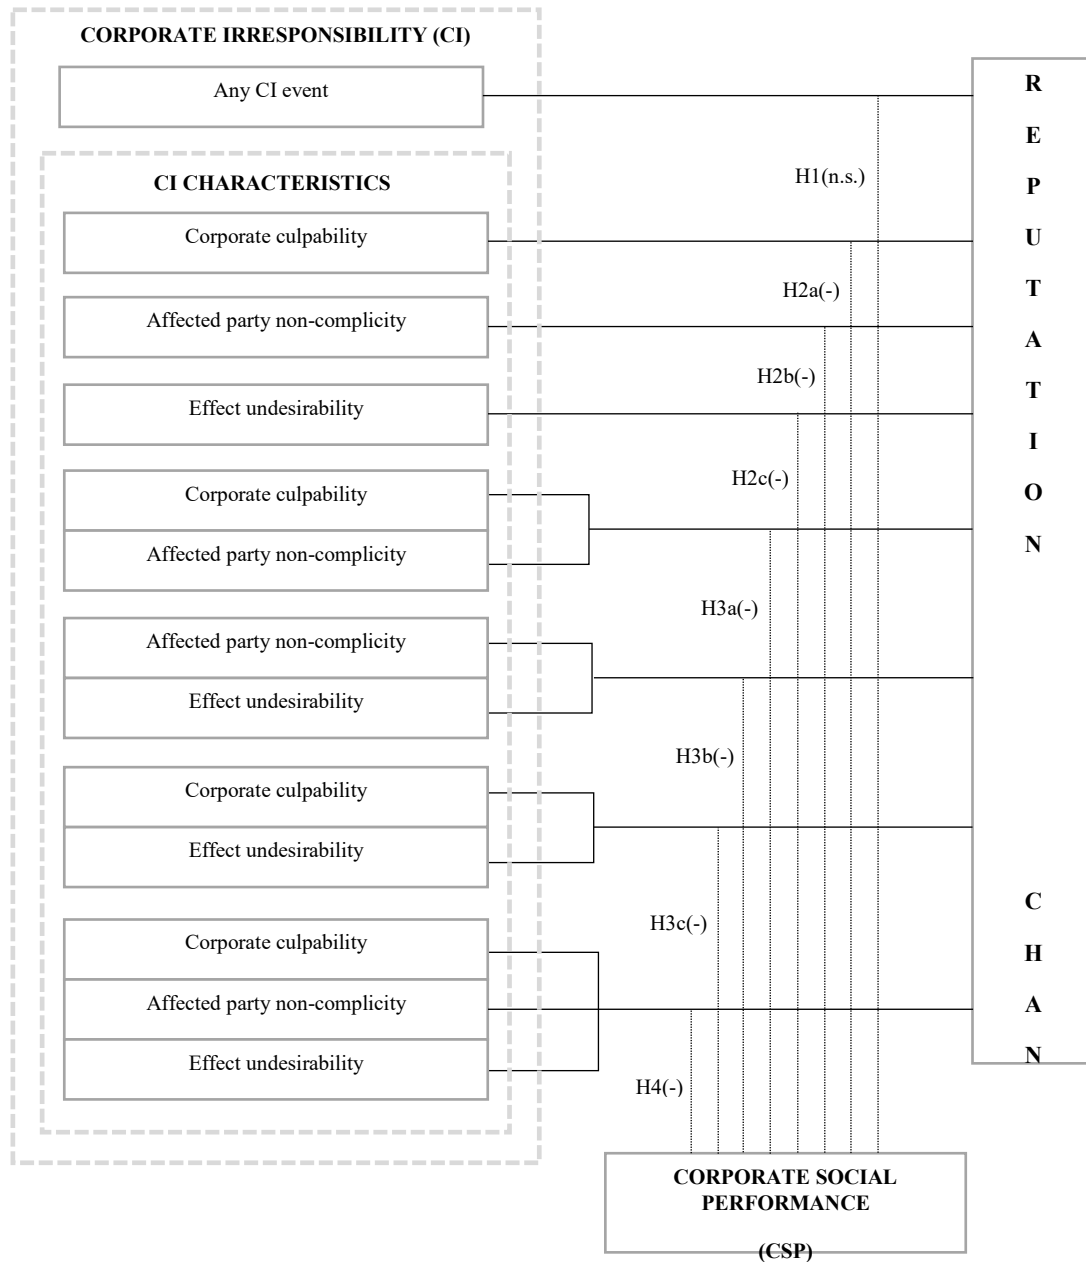 CORPORATE IRRESPONSIBILITY (CI)
Any CI event
CI CHARACTERISTICS
Corporate culpability
Affected party non-complicity
Effect undesirability
Corporate culpability
Affected party non-complicity
Affected party non-complicity
Effect undesirability
Corporate culpability
Effect undesirability
Corporate culpability
Affected party non-complicity
Effect undesirability
H1(n.s.)
H2a(-)
H2b(-)
H2c(-)
H3a(-)
H3b(-)
H3c(-)
H4(-)
R
E
P
U
T
A
T
I
O
N
C
H
A
N
CORPORATE SOCIAL
PERFORMANCE
(CSP)